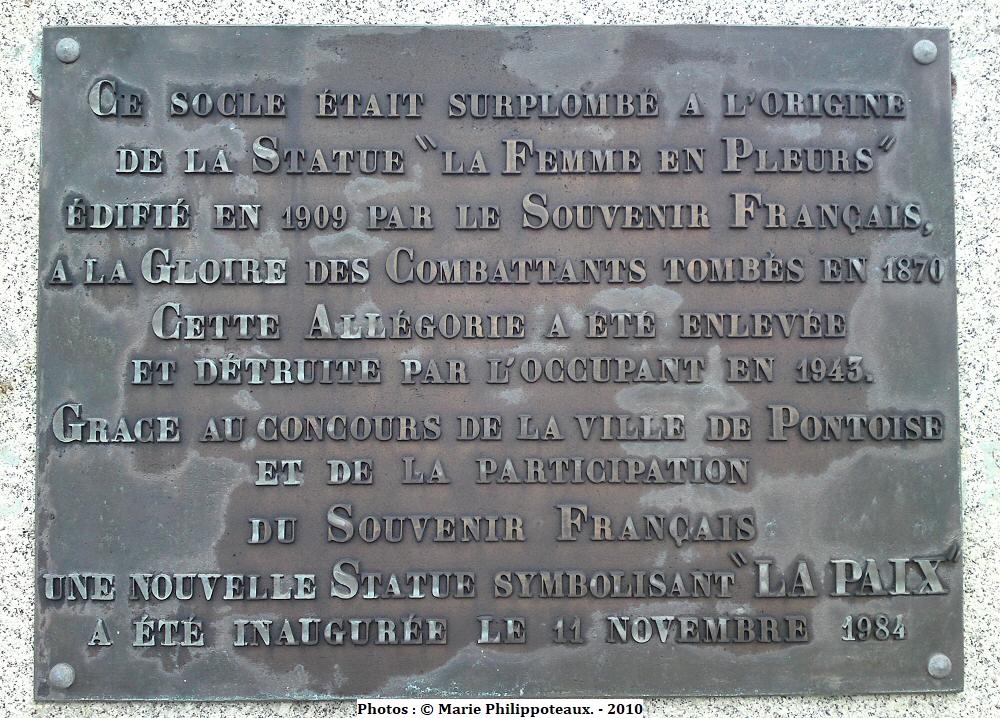 Ce socle était surplombé a l'origine
de la Statue "la Femme en Pleurs"
édifié en 1909 par le Souvenir Français,
a la Gloire des Combattants tombés en 1870
Cette Allégorie a été enlevée
et détruite par l'occupant en 1943.
Grace au concours de la ville de Pontoise
et de la participation
du Souvenir Français
une nouvelle Statue symbolisant "LA PAIX"
a été inaugurée le 11 novembre 1984
Photos : © Marie Philippoteaux. - 2010